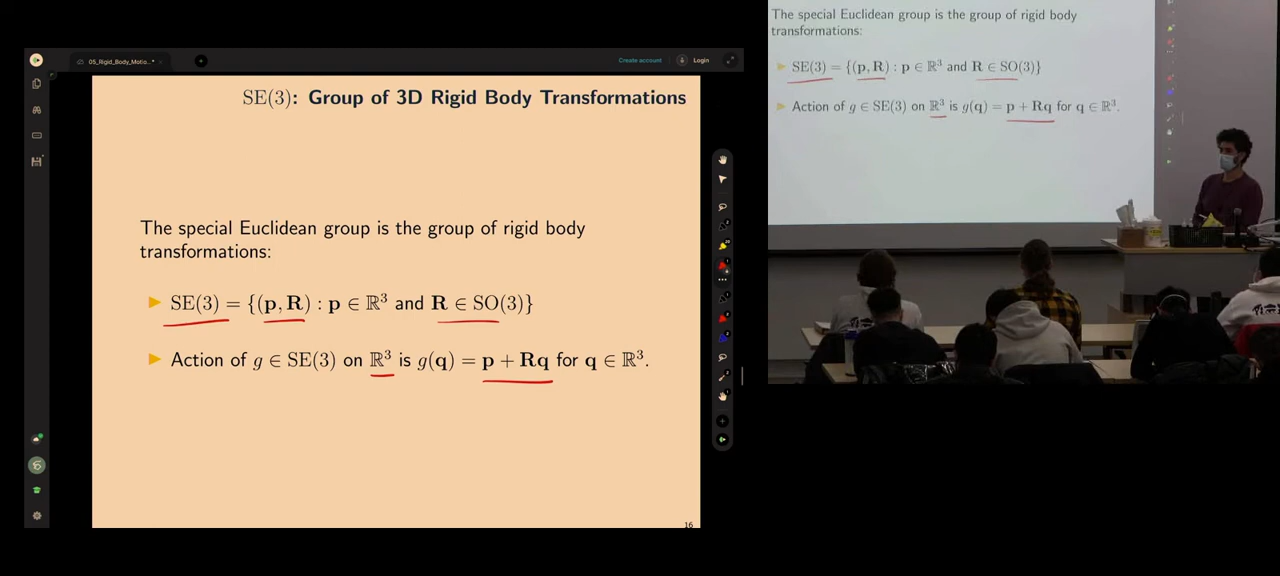 05_Rigid_Body_Motio...*
Create account
Login
SE(3): Group of 3D Rigid Body Transformations
The special Euclidean group is the group of rigid body
transformations:
SE(3) = {(p, R) : p ∈ ℝ³ and R ∈ SO(3)}
Action of g ∈ SE(3) on ℝ³ is g(q) = p + Rq for q ∈ ℝ³.
16
The special Euclidean group is the group of rigid body
transformations:
SE(3) = {(p, R) : p ∈ ℝ³ and R ∈ SO(3)}
Action of g ∈ SE(3) on ℝ³ is g(q) = p + Rq for q ∈ ℝ³.